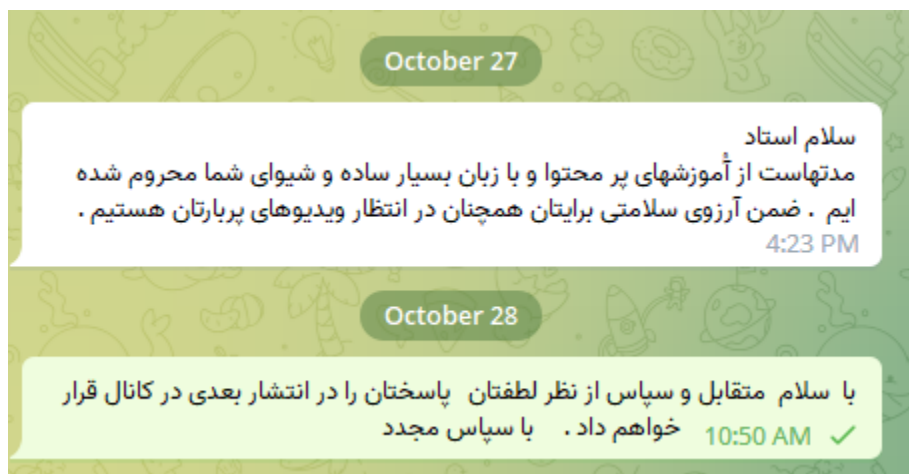 October 27
سلام استاد
مدتهاست از آموزشهای پر محتوا و با زبان بسیار ساده و شیوای شما محروم شده
ایم . ضمن آرزوی سلامتی برایتان همچنان در انتظار ویدیوهای پربارتان هستیم .
4:23 PM
October 28
با سلام متقابل و سپاس از نظر لطفتان پاسختان را در انتشار بعدی در کانال قرار
خواهم داد . با سپاس مجدد 10:50 AM